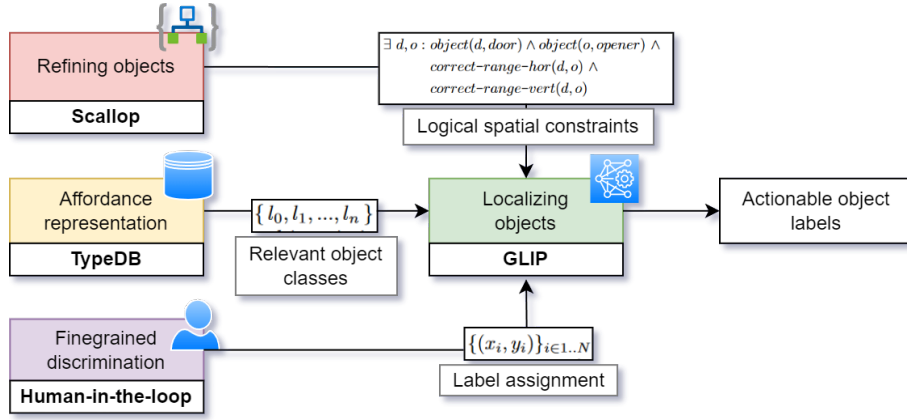 Refining objects
Scallop
∃ d, o : object(d, door) ∧ object(o, opener) ∧
correct-range-hor(d, o) ∧
correct-range-vert(d, o)
Logical spatial constraints
Affordance
representation
TypeDB
{ l₀, l₁, ..., lₙ }
Relevant object
classes
Localizing
objects
GLIP
Actionable object
labels
Finegrained
discrimination
Human-in-the-loop
{(xᵢ, yᵢ)}ᵢ∈₁..N
Label assignment